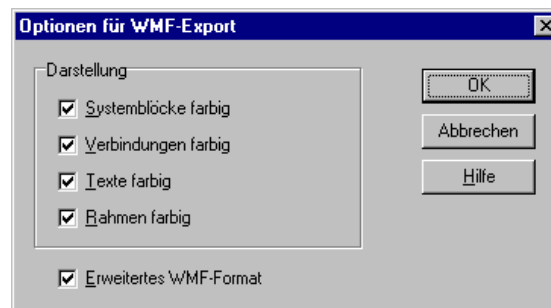 Optionen für WMF-Export
Darstellung
Systemblöcke farbig
Verbindungen farbig
Texte farbig
Rahmen farbig
Erweitertes WMF-Format
OK
Abbrechen
Hilfe